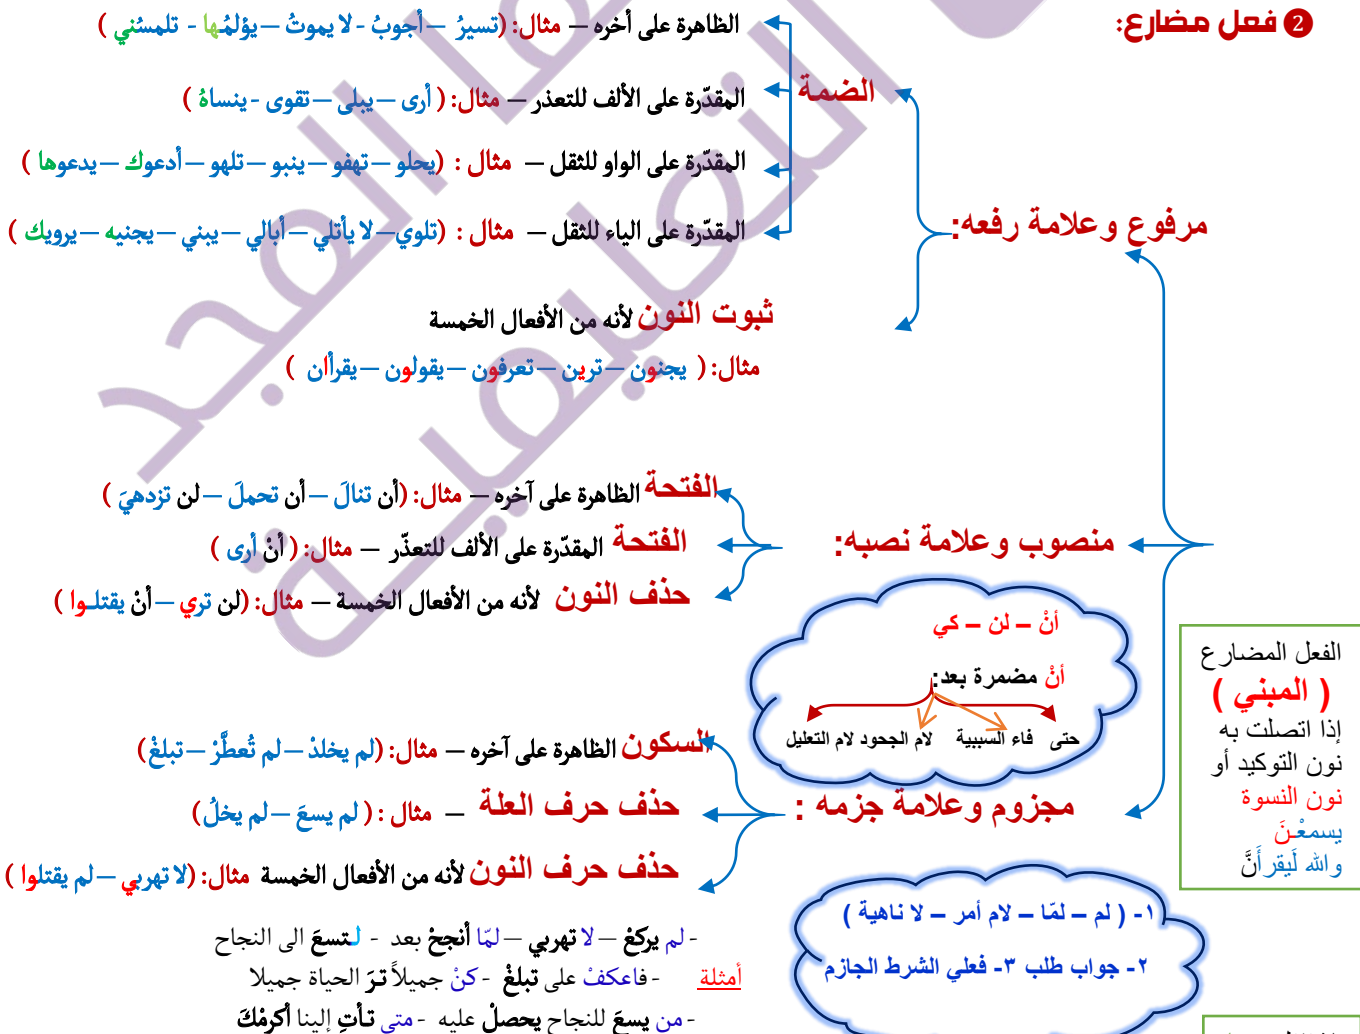 ❷ فعل مضارع:
مرفوع وعلامة رفعه:
الضمة
الظاهرة على أخره – مثال: (تسيرُ – أجوبُ - لا يموتُ – يؤلمُـها - تلمسُني )
المقدّرة على الألف للتعذر – مثال: ( أرى – يبلى – تقوى - ينساهُ )
المقدّرة على الواو للثقل – مثال : (يحلو – تهفو – ينبو – تلهو – أدعوك – يدعوها )
المقدّرة على الياء للثقل – مثال : (تلوي – لا يأتلي – أبالي – يبني – يجنيه – يرويك )
ثبوت النون لأنه من الأفعال الخمسة
مثال: ( يجنون – ترين – تعرفون – يقولون – يقرأان )
منصوب وعلامة نصبه:
الفتحة الظاهرة على آخره – مثال: (أن تنالَ – أن تحملَ – لن تزدهيَ )
الفتحة المقدّرة على الألف للتعذّر – مثال: ( أنْ أرى )
حذف النون لأنه من الأفعال الخمسة – مثال: (لن تري – أنْ يقتلـوا )
أنْ – لن – كي
أنْ مضمرة بعد:
حتى فاء السببية لام الجحود لام التعليل
مجزوم وعلامة جزمه :
السكون الظاهرة على آخره – مثال: (لم يخلدْ – لم تُعطَّرْ – تبلغْ)
حذف حرف العلة – مثال : ( لم يسعَ – لم يخلُ)
حذف حرف النون لأنه من الأفعال الخمسة مثال: (لا تهربي – لم يقتلوا )
١- ( لم – لمّا – لام أمر – لا ناهية )
٢- جواب طلب ٣- فعلي الشرط الجازم
أمثلة
- لم يركعْ – لا تهربي – لمّا أنجحْ بعد - لـتسعَ الى النجاح
- فاعكفْ على تبلغْ - كنْ جميلاً تـرَ الحياة جميلا
- من يسعَ للنجاح يحصلْ عليه - متى تـأتِ إلينا أكرمْكَ
الفعل المضارع
( المبني )
إذا اتصلت به
نون التوكيد أو
نون النسوة
يسمعْـنَ
والله لَيقرأَنَّ
التعليمية